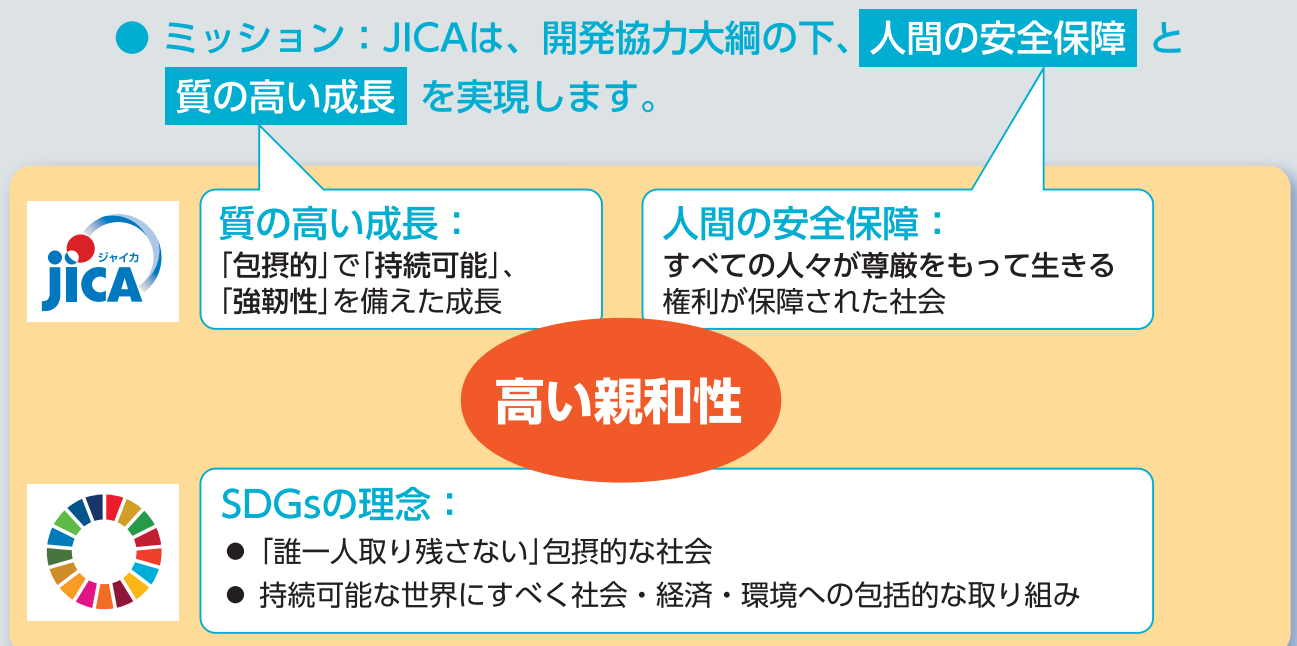 ● ミッション：JICAは、開発協力大綱の下、人間の安全保障 と
質の高い成長 を実現します。
ジャイカ
JICA
質の高い成長：
「包摂的」で「持続可能」、
「強靭性」を備えた成長
人間の安全保障：
すべての人々が尊厳をもって生きる
権利が保障された社会
高い親和性
SDGsの理念：
● 「誰一人取り残さない」包摂的な社会
● 持続可能な世界にすべく社会・経済・環境への包括的な取り組み